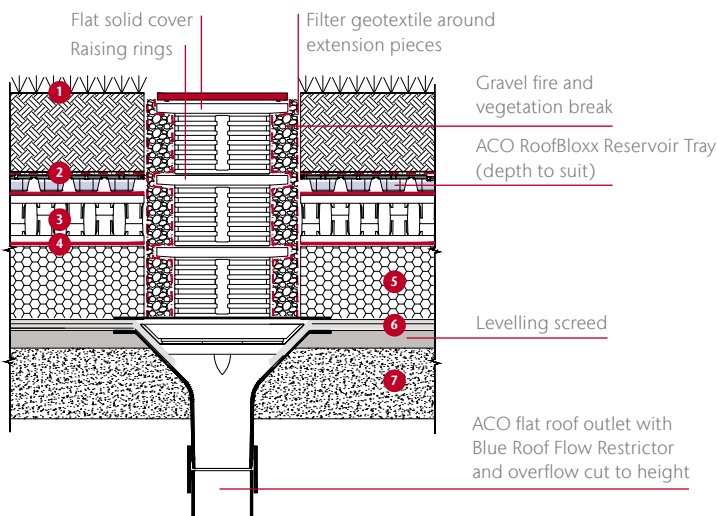 Flat solid cover
Raising rings
Filter geotextile around
extension pieces
Gravel fire and
vegetation break
ACO RoofBloxx Reservoir Tray
(depth to suit)
1
2
3
4
5
6
Levelling screed
7
ACO flat roof outlet with
Blue Roof Flow Restrictor
and overflow cut to height